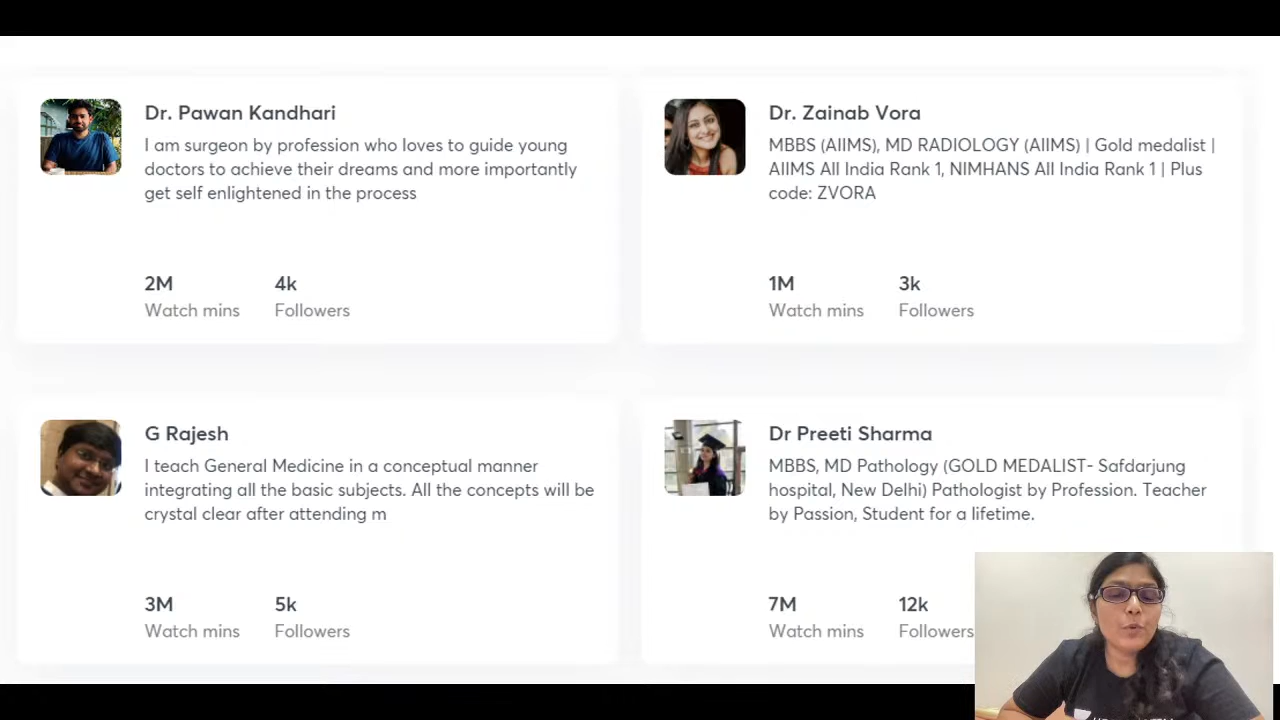 Dr. Pawan Kandhari
I am surgeon by profession who loves to guide young
doctors to achieve their dreams and more importantly
get self enlightened in the process
2M 4k
Watch mins Followers
Dr. Zainab Vora
MBBS (AIIMS), MD RADIOLOGY (AIIMS) | Gold medalist |
AIIMS All India Rank 1, NIMHANS All India Rank 1 | Plus
code: ZVORA
1M 3k
Watch mins Followers
G Rajesh
I teach General Medicine in a conceptual manner
integrating all the basic subjects. All the concepts will be
crystal clear after attending m
3M 5k
Watch mins Followers
Dr Preeti Sharma
MBBS, MD Pathology (GOLD MEDALIST- Safdarjung
hospital, New Delhi) Pathologist by Profession. Teacher
by Passion, Student for a lifetime.
7M 12k
Watch mins Followers